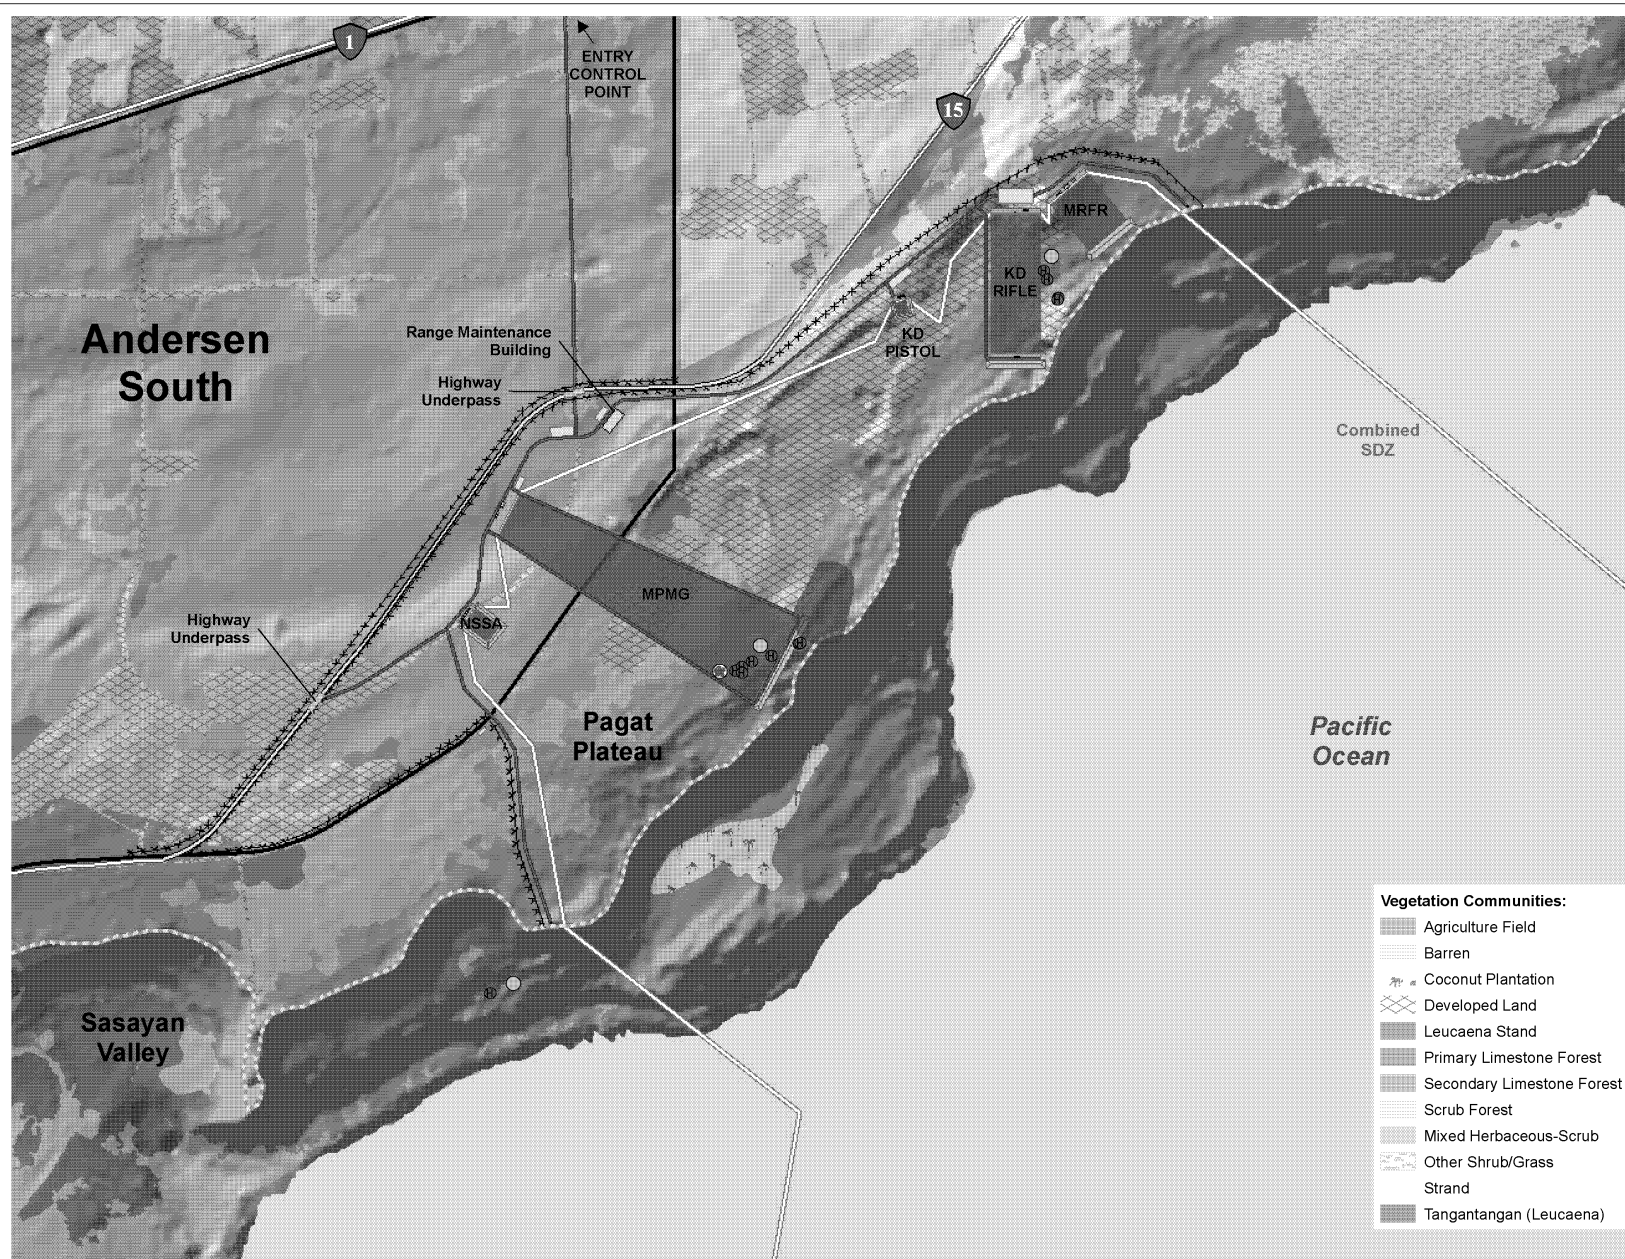 1
ENTRY
CONTROL
POINT
15
MRFR
KD
RIFLE
KD
PISTOL
Andersen
South
Range Maintenance
Building
Highway
Underpass
Combined
SDZ
MPMG
NSSA
Highway
Underpass
Pagat
Plateau
Pacific
Ocean
Sasayan
Valley
H
H
H
H
H
H
H
H
H
H
Vegetation Communities:
Agriculture Field
Barren
Coconut Plantation
Developed Land
Leucaena Stand
Primary Limestone Forest
Secondary Limestone Forest
Scrub Forest
Mixed Herbaceous-Scrub
Other Shrub/Grass
Strand
Tangantangan (Leucaena)